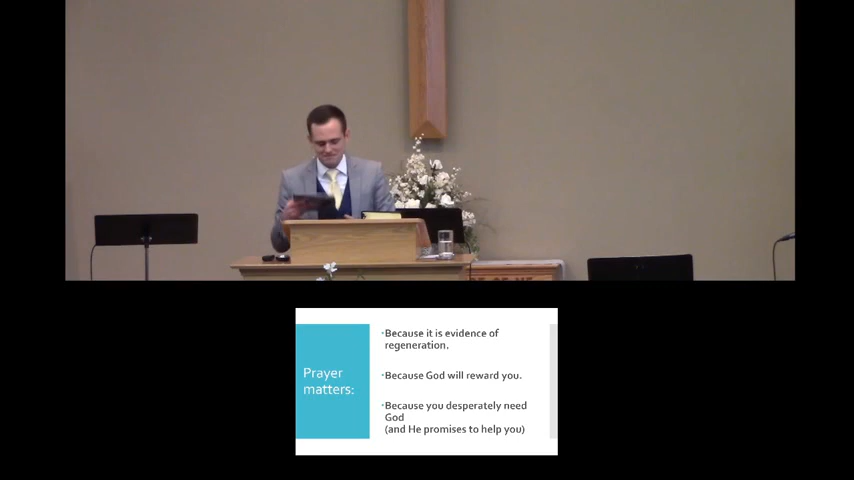 Prayer
matters:
Because it is evidence of
regeneration.
Because God will reward you.
Because you desperately need
God
(and He promises to help you)